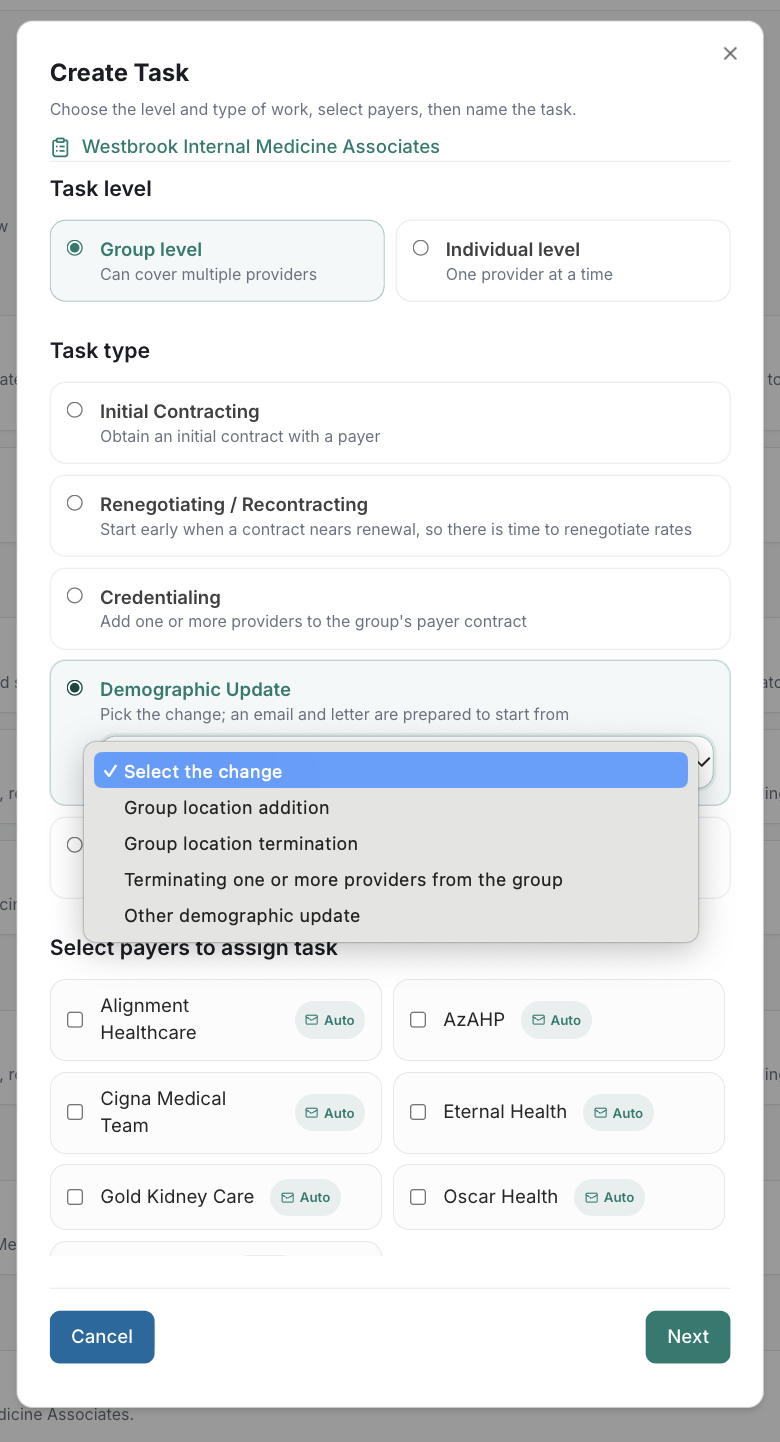 Create Task
Choose the level and type of work, select payers, then name the task.
Westbrook Internal Medicine Associates
Task level
Group level
Can cover multiple providers
Individual level
One provider at a time
Task type
Initial Contracting
Obtain an initial contract with a payer
Renegotiating / Recontracting
Start early when a contract nears renewal, so there is time to renegotiate rates
Credentialing
Add one or more providers to the group's payer contract
Demographic Update
Pick the change; an email and letter are prepared to start from
Select the change
Group location addition
Group location termination
Terminating one or more providers from the group
Other demographic update
Select payers to assign task
Alignment
Healthcare
Auto
AzAHP
Auto
Cigna Medical
Team
Auto
Eternal Health
Auto
Gold Kidney Care
Auto
Oscar Health
Auto
Cancel
Next
dicine Associates.